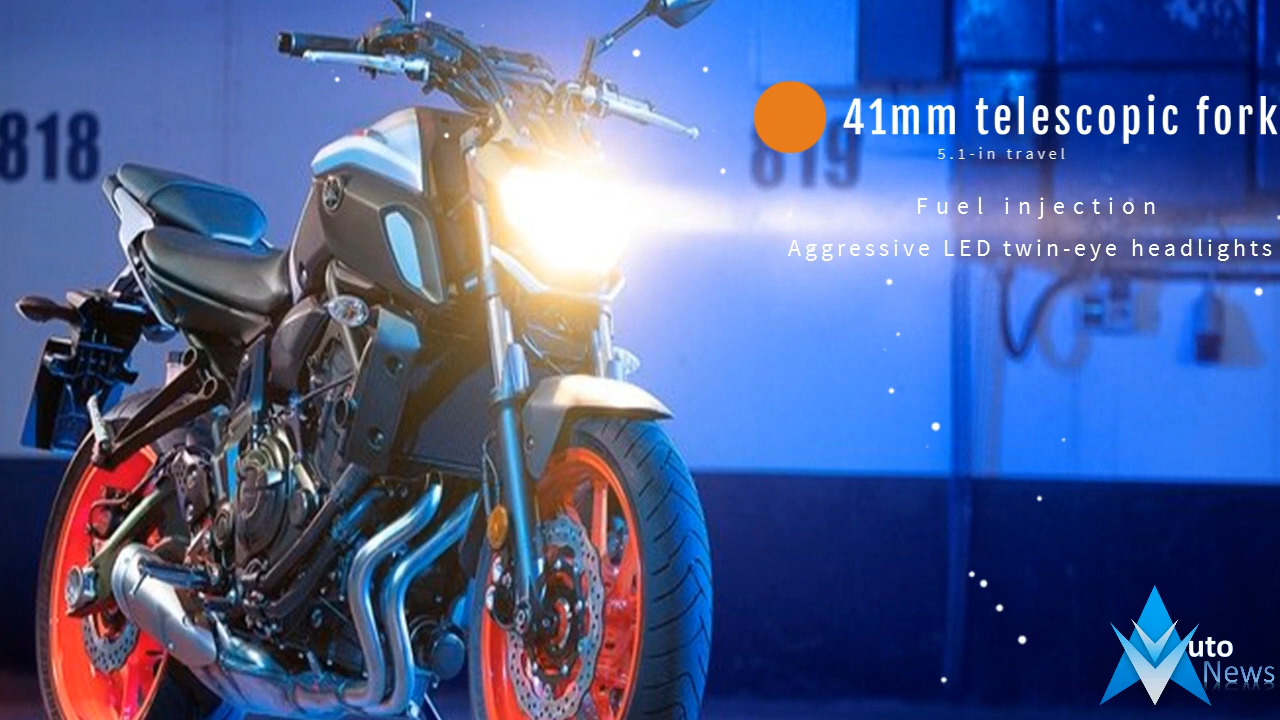 818
819
41mm telescopic fork
5.1-in travel
Fuel injection
Aggressive LED twin-eye headlights
uto
News